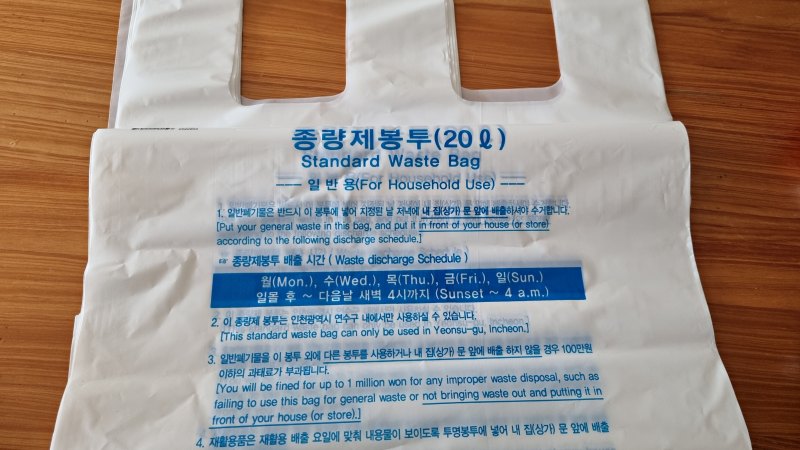 종량제봉투(20ℓ)
Standard Waste Bag
일반용(For Household Use)
1. 일반폐기물은 반드시 이 봉투에 넣어 지정된 날 저녁에 내 집(상가) 문 앞에 배출하셔야 수거합니다.
[Put your general waste in this bag, and put it in front of your house (or store)
according to the following discharge schedule.]
☞ 종량제봉투 배출 시간 ( Waste discharge Schedule )
월(Mon.), 수(Wed.), 목(Thu.), 금(Fri.), 일(Sun.)
일몰 후 ~ 다음날 새벽 4시까지 (Sunset ~ 4 a.m.)
2. 이 종량제 봉투는 인천광역시 연수구 내에서만 사용하실 수 있습니다.
[This standard waste bag can only be used in Yeonsu-gu, Incheon.]
3. 일반폐기물을 이 봉투 외에 다른 봉투를 사용하거나 내 집(상가) 문 앞에 배출 하지 않을 경우 100만원
이하의 과태료가 부과됩니다.
[You will be fined for up to 1 million won for any improper waste disposal, such as
failing to use this bag for general waste or not bringing waste out and putting it in
front of your house (or store).]
4. 재활용품은 재활용 배출 요일에 맞춰 내용물이 보이도록 투명봉투에 넣어 내 집(상가) 문 앞에 배출